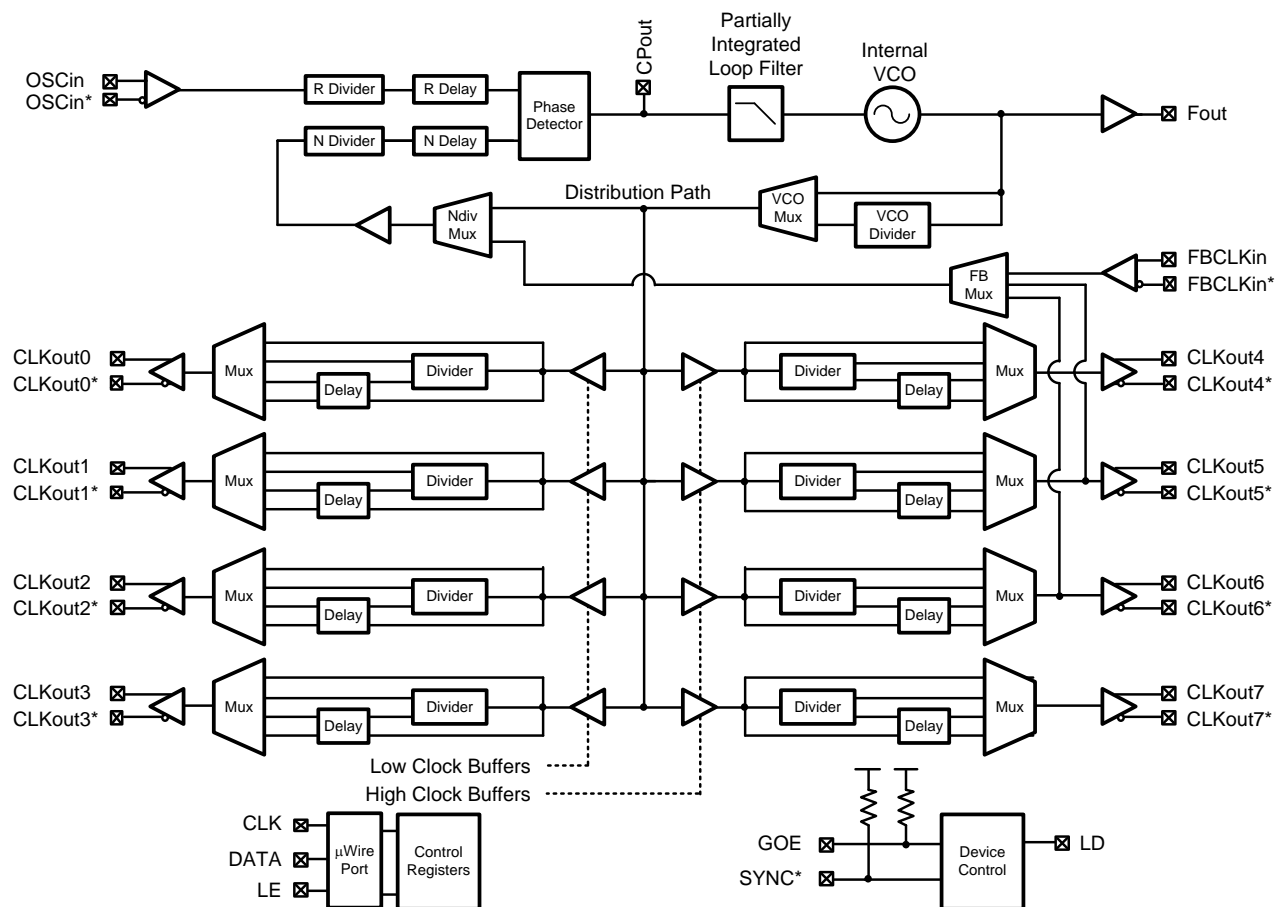 OSCin
OSCin*
R Divider
R Delay
N Divider
N Delay
Phase
Detector
CPout
Partially
Integrated
Loop Filter
Internal
VCO
Fout
Distribution Path
Ndiv
Mux
VCO
Mux
VCO
Divider
FB
Mux
FBCLKin
FBCLKin*
CLKout0
CLKout0*
Mux
Delay
Divider
Divider
Delay
Mux
CLKout4
CLKout4*
CLKout1
CLKout1*
Mux
Delay
Divider
Divider
Delay
Mux
CLKout5
CLKout5*
CLKout2
CLKout2*
Mux
Delay
Divider
Divider
Delay
Mux
CLKout6
CLKout6*
CLKout3
CLKout3*
Mux
Delay
Divider
Divider
Delay
Mux
CLKout7
CLKout7*
Low Clock Buffers
High Clock Buffers
CLK
DATA
LE
μWire
Port
Control
Registers
GOE
SYNC*
Device
Control
LD